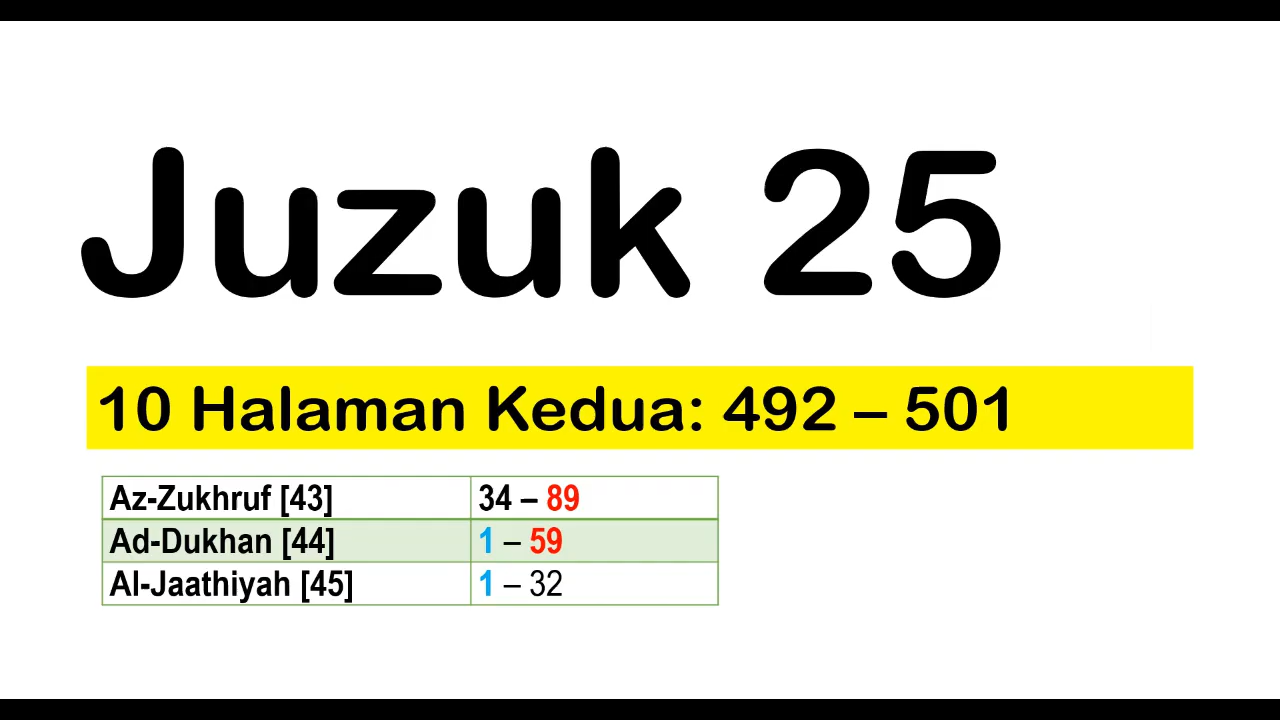 Juzuk 25
10 Halaman Kedua: 492 – 501
Az-Zukhruf [43] 34 – 89
Ad-Dukhan [44] 1 – 59
Al-Jaathiyah [45] 1 – 32